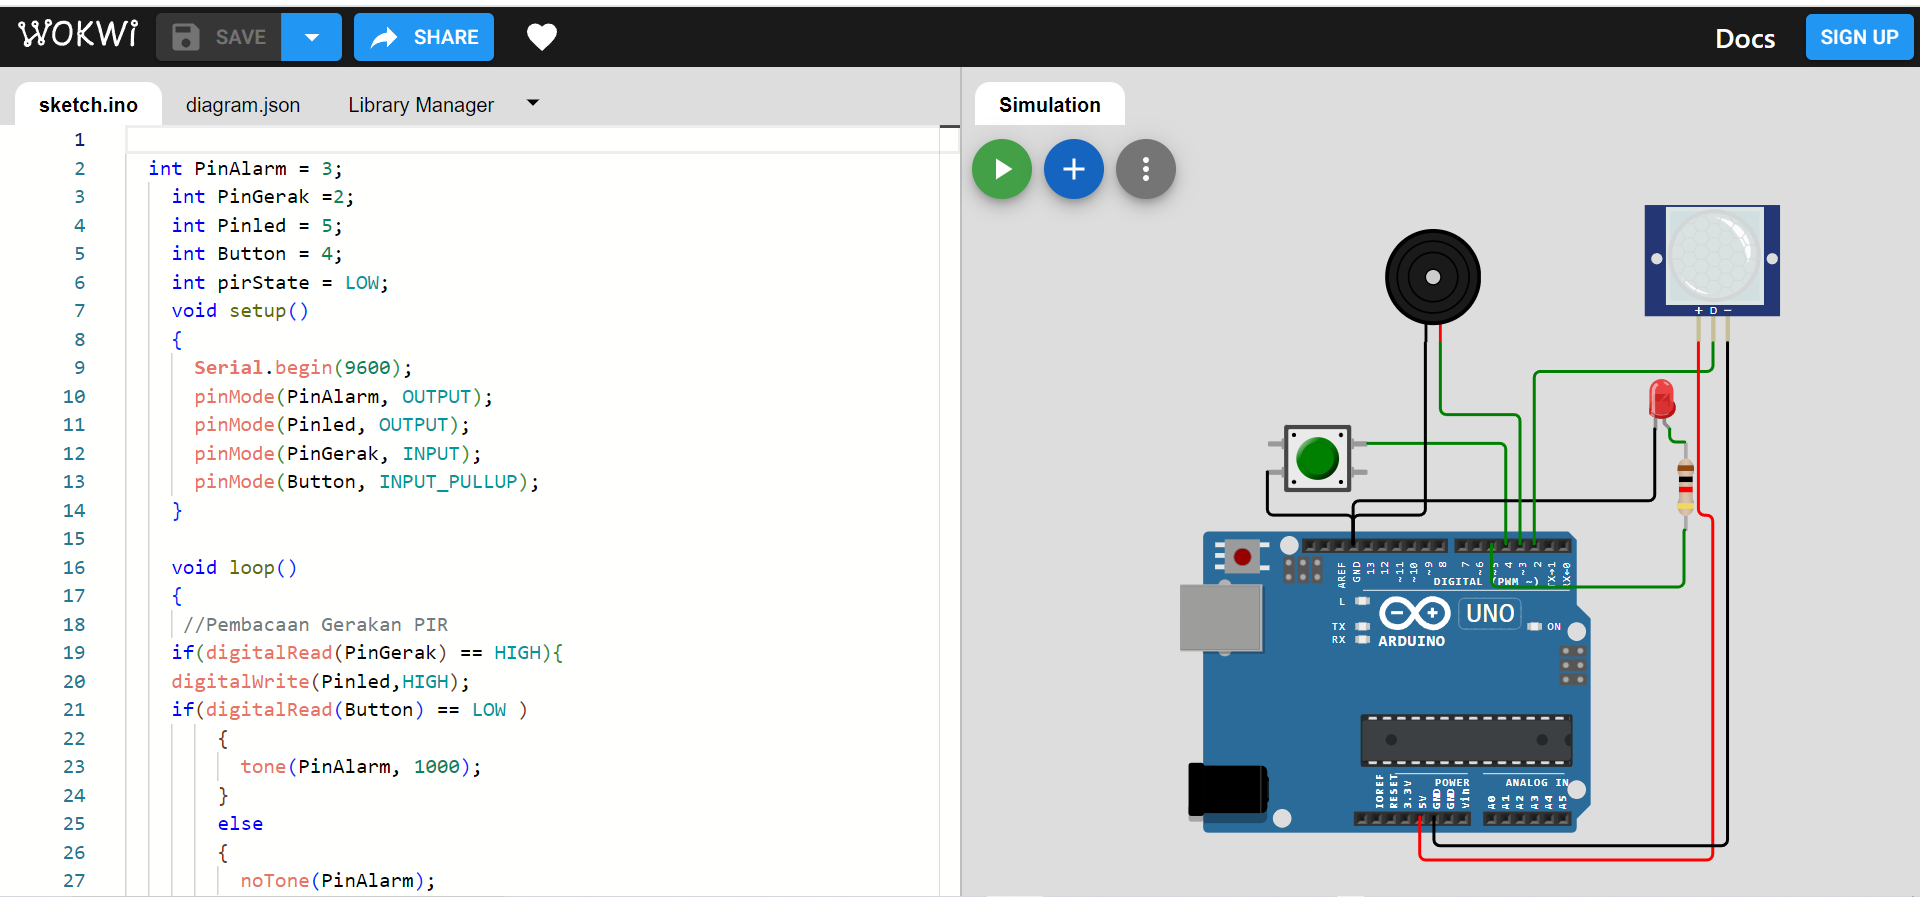 WOKWi
SAVE
SHARE
Docs
SIGN UP
sketch.ino
diagram.json
Library Manager
Simulation
1
2 int PinAlarm = 3;
3 int PinGerak =2;
4 int Pinled = 5;
5 int Button = 4;
6 int pirState = LOW;
7 void setup()
8 {
9 Serial.begin(9600);
10 pinMode(PinAlarm, OUTPUT);
11 pinMode(Pinled, OUTPUT);
12 pinMode(PinGerak, INPUT);
13 pinMode(Button, INPUT_PULLUP);
14 }
15
16 void loop()
17 {
18 //Pembacaan Gerakan PIR
19 if(digitalRead(PinGerak) == HIGH){
20 digitalWrite(Pinled,HIGH);
21 if(digitalRead(Button) == LOW )
22 {
23 tone(PinAlarm, 1000);
24 }
25 else
26 {
27 noTone(PinAlarm);
+ D −
AREF GND 13 12 ~11 ~10 ~9 8 7 ~6 ~5 4 ~3 2 TX→1 RX←0
DIGITAL (PWM ~)
L
TX
RX
UNO
ON
ARDUINO
POWER
ANALOG IN
IOREF RESET 3.3V 5V GND GND Vin A0 A1 A2 A3 A4 A5